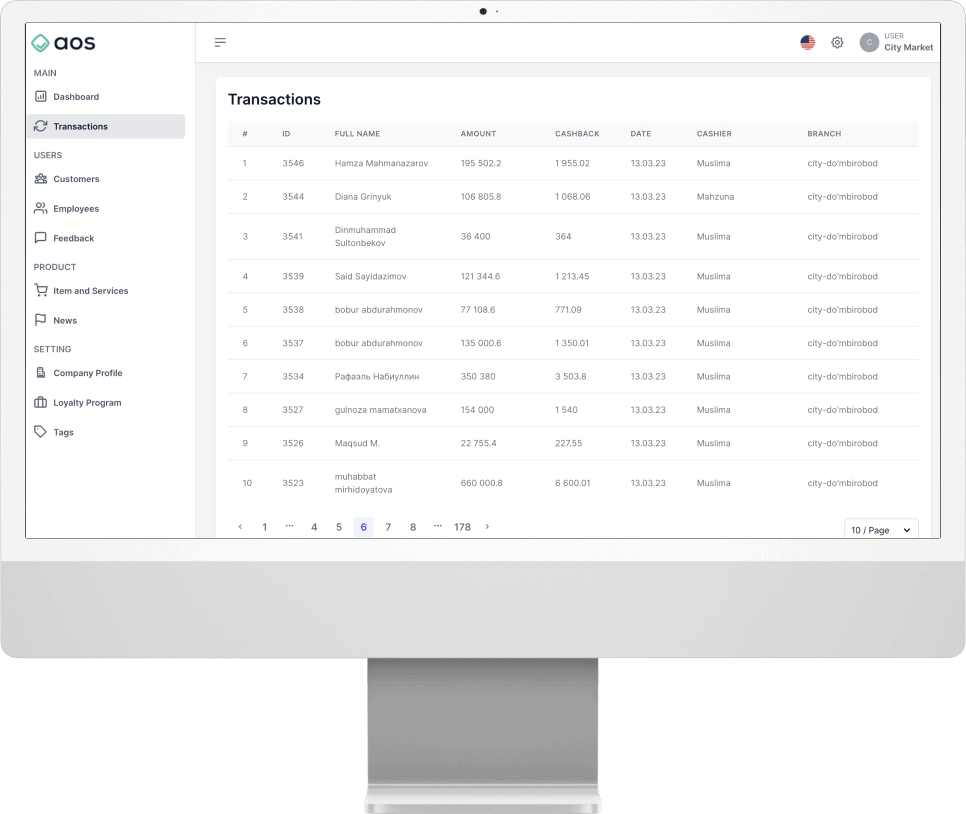 aos
USER
C
City Market
MAIN
Dashboard
Transactions
USERS
Customers
Employees
Feedback
PRODUCT
Item and Services
News
SETTING
Company Profile
Loyalty Program
Tags
Transactions
# ID FULL NAME AMOUNT CASHBACK DATE CASHIER BRANCH
1 3546 Hamza Mahmanazarov 195 502.2 1 955.02 13.03.23 Muslima city-do'mbirobod
2 3544 Diana Grinyuk 106 805.8 1 068.06 13.03.23 Mahzuna city-do'mbirobod
3 3541 Dinmuhammad Sultonbekov 36 400 364 13.03.23 Muslima city-do'mbirobod
4 3539 Said Sayidazimov 121 344.6 1 213.45 13.03.23 Muslima city-do'mbirobod
5 3538 bobur abdurahmonov 77 108.6 771.09 13.03.23 Muslima city-do'mbirobod
6 3537 bobur abdurahmonov 135 000.6 1 350.01 13.03.23 Muslima city-do'mbirobod
7 3534 Рафаэль Набиуллин 350 380 3 503.8 13.03.23 Muslima city-do'mbirobod
8 3527 gulnoza mamatxanova 154 000 1 540 13.03.23 Muslima city-do'mbirobod
9 3526 Maqsud M. 22 755.4 227.55 13.03.23 Muslima city-do'mbirobod
10 3523 muhabbat mirhidoyatova 660 000.8 6 600.01 13.03.23 Muslima city-do'mbirobod
‹ 1 ··· 4 5 6 7 8 ··· 178 ›
10 / Page